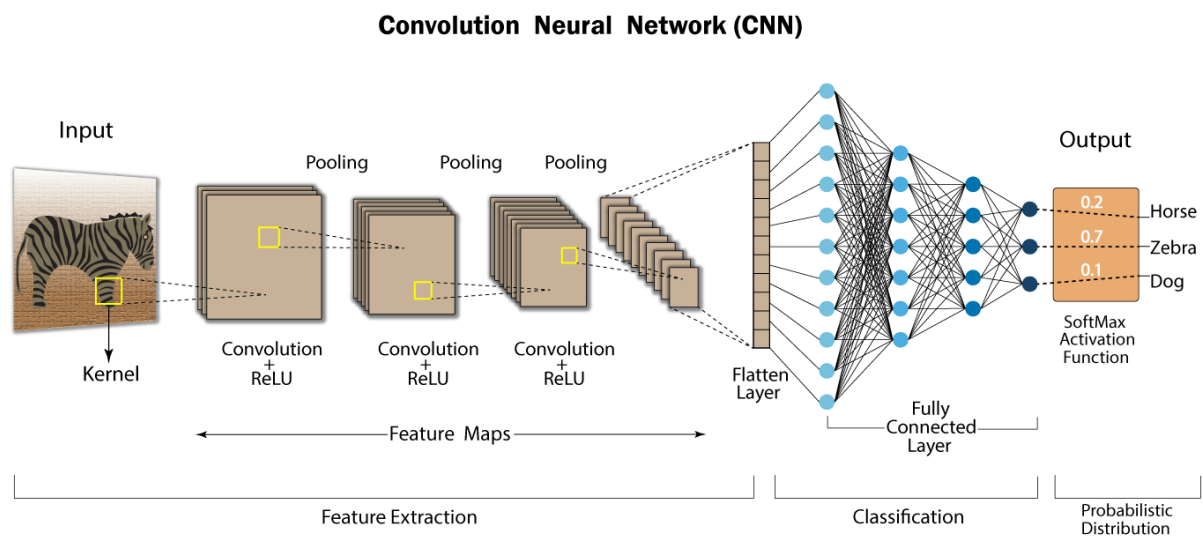 Convolution Neural Network (CNN)
Input
Pooling
Pooling
Pooling
Output
Kernel
Convolution
+
ReLU
Convolution
+
ReLU
Convolution
+
ReLU
Flatten
Layer
0.2
0.7
0.1
Horse
Zebra
Dog
SoftMax
Activation
Function
Feature Maps
Fully
Connected
Layer
Feature Extraction
Classification
Probabilistic
Distribution